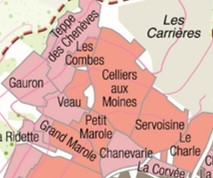 Teppe
des Chenèves
Les
Carrières
Les
Combes
Celliers
aux
Moines
Gauron
Veau
Petit
Marole
Servoisine
Le
Charle
a Ridette
Grand Marole
Chanevarle
La Corvée